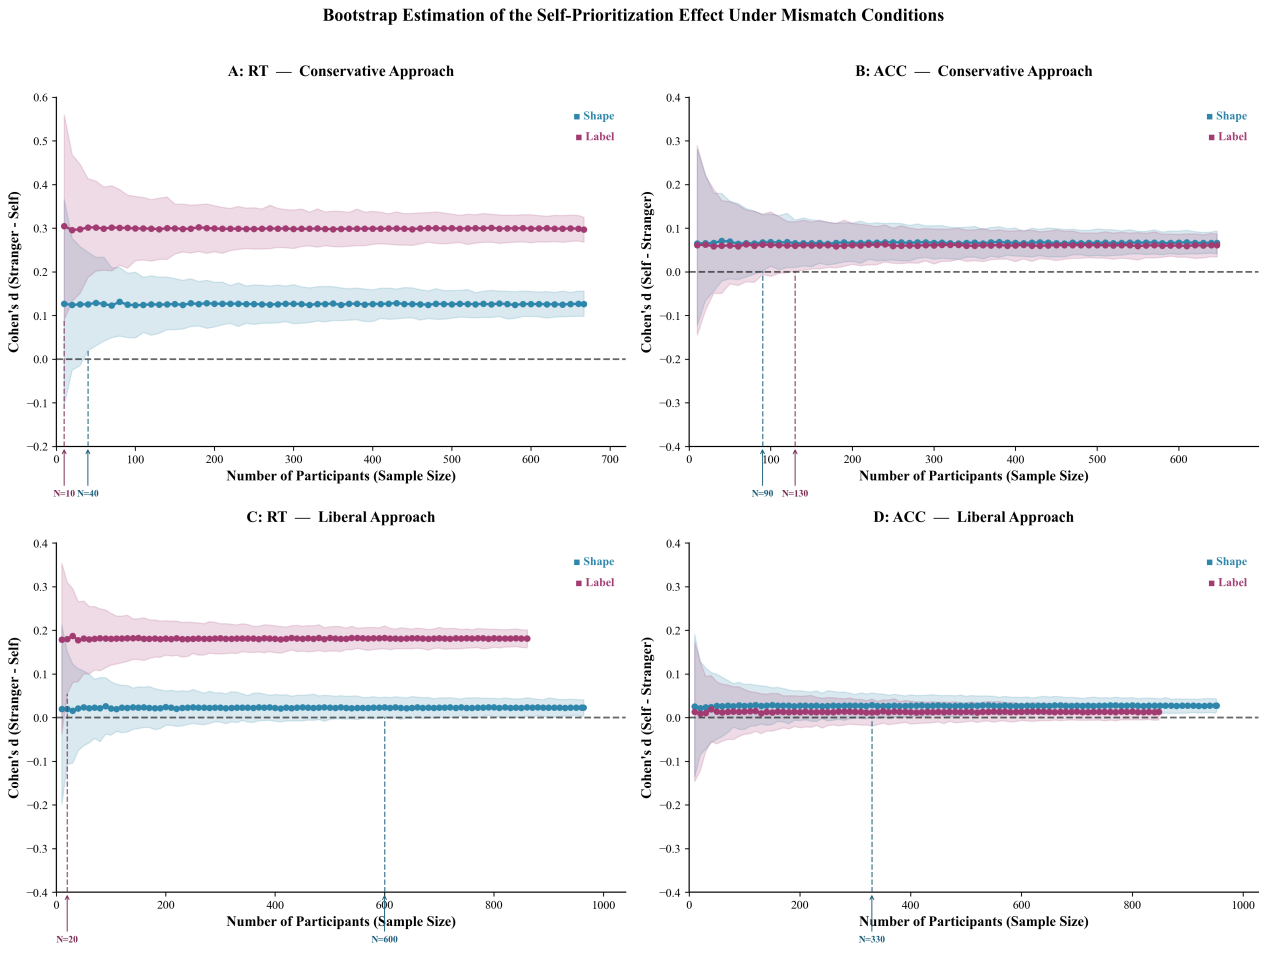 Bootstrap Estimation of the Self-Prioritization Effect Under Mismatch Conditions
A: RT — Conservative Approach
Cohen's d (Stranger - Self)
0.6
0.5
0.4
0.3
0.2
0.1
0.0
−0.1
−0.2
Shape
Label
0 100 200 300 400 500 600 700
Number of Participants (Sample Size)
N=10 N=40
B: ACC — Conservative Approach
Cohen's d (Self - Stranger)
0.4
0.3
0.2
0.1
0.0
−0.1
−0.2
−0.3
−0.4
Shape
Label
0 100 200 300 400 500 600
Number of Participants (Sample Size)
N=90 N=130
C: RT — Liberal Approach
Cohen's d (Stranger - Self)
0.4
0.3
0.2
0.1
0.0
−0.1
−0.2
−0.3
−0.4
Shape
Label
0 200 400 600 800 1000
Number of Participants (Sample Size)
N=20 N=600
D: ACC — Liberal Approach
Cohen's d (Self - Stranger)
0.4
0.3
0.2
0.1
0.0
−0.1
−0.2
−0.3
−0.4
Shape
Label
0 200 400 600 800 1000
Number of Participants (Sample Size)
N=330